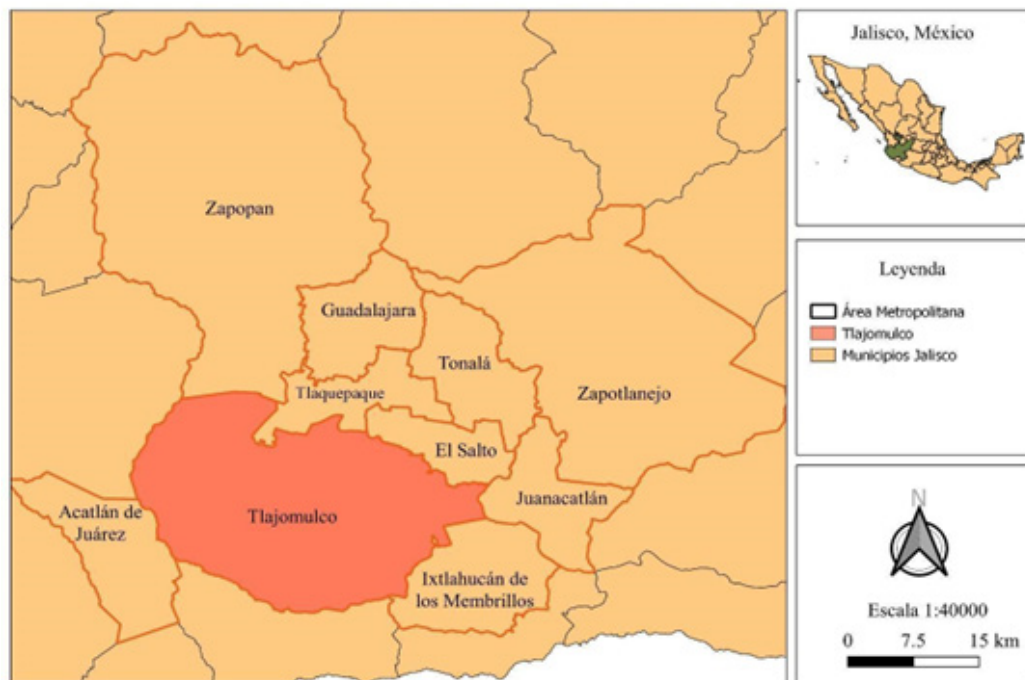 Zapopan
Guadalajara
Tonalá
Tlaquepaque
Zapotlanejo
El Salto
Juanacatlán
Tlajomulco
Acatlán de
Juárez
Ixtlahucán de
los Membrillos
Jalisco, México
Leyenda
Área Metropolitana
Tlajomulco
Municipios Jalisco
N
Escala 1:40000
0 7.5 15 km